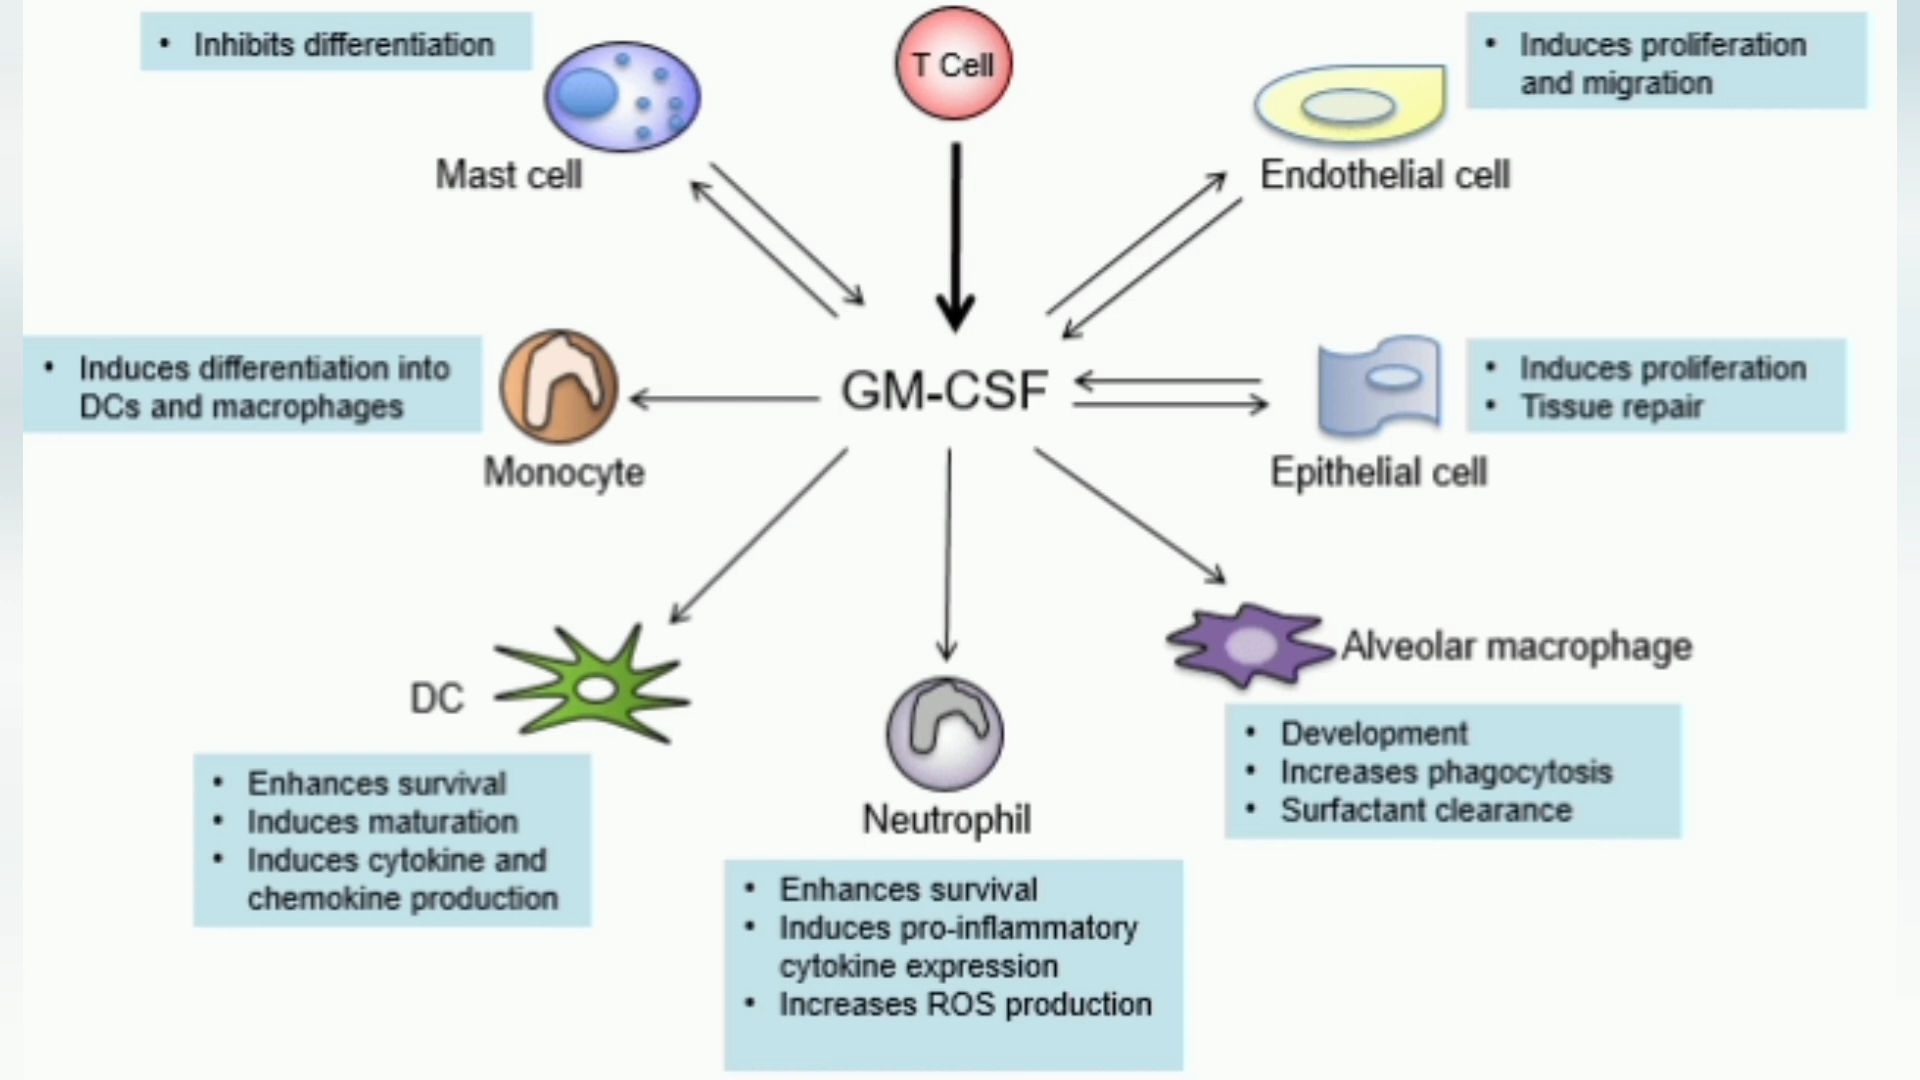 • Inhibits differentiation
T Cell
• Induces proliferation
and migration
Mast cell
Endothelial cell
• Induces differentiation into
DCs and macrophages
Monocyte
GM-CSF
• Induces proliferation
• Tissue repair
Epithelial cell
DC
• Enhances survival
• Induces maturation
• Induces cytokine and
chemokine production
Neutrophil
• Enhances survival
• Induces pro-inflammatory
cytokine expression
• Increases ROS production
Alveolar macrophage
• Development
• Increases phagocytosis
• Surfactant clearance